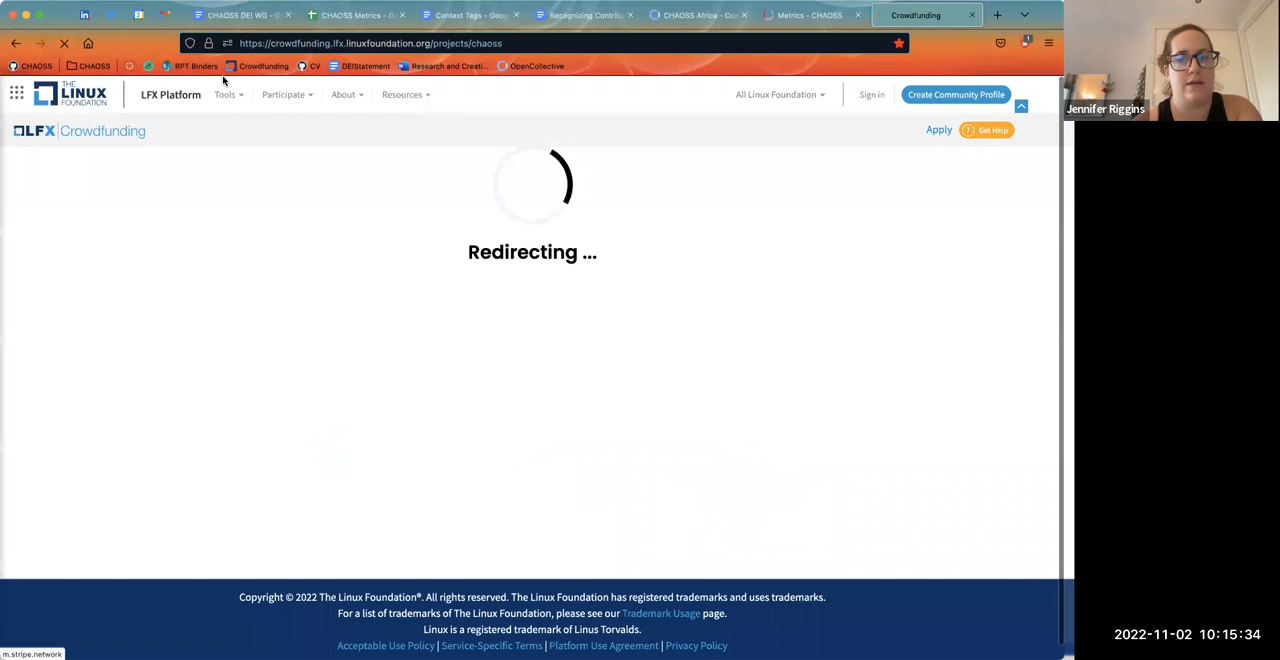 CHAOSS DEI WG - G
CHAOSS Metrics - G
Context Tags - Goog
Recognizing Contribu
CHAOSS Africa - Do
Metrics - CHAOSS
Crowdfunding
https://crowdfunding.lfx.linuxfoundation.org/projects/chaoss
1
CHAOSS
CHAOSS
RPT Binders
Crowdfunding
CV
DEIStatement
Research and Creati...
OpenCollective
THE LINUX FOUNDATION
LFX Platform
Tools
Participate
About
Resources
All Linux Foundation
Sign in
Create Community Profile
LFX Crowdfunding
Apply
? Get Help
Redirecting ...
Copyright © 2022 The Linux Foundation®. All rights reserved. The Linux Foundation has registered trademarks and uses trademarks.
For a list of trademarks of The Linux Foundation, please see our Trademark Usage page.
Linux is a registered trademark of Linus Torvalds.
Acceptable Use Policy | Service-Specific Terms | Platform Use Agreement | Privacy Policy
m.stripe.network
Jennifer Riggins
2022-11-02 10:15:34